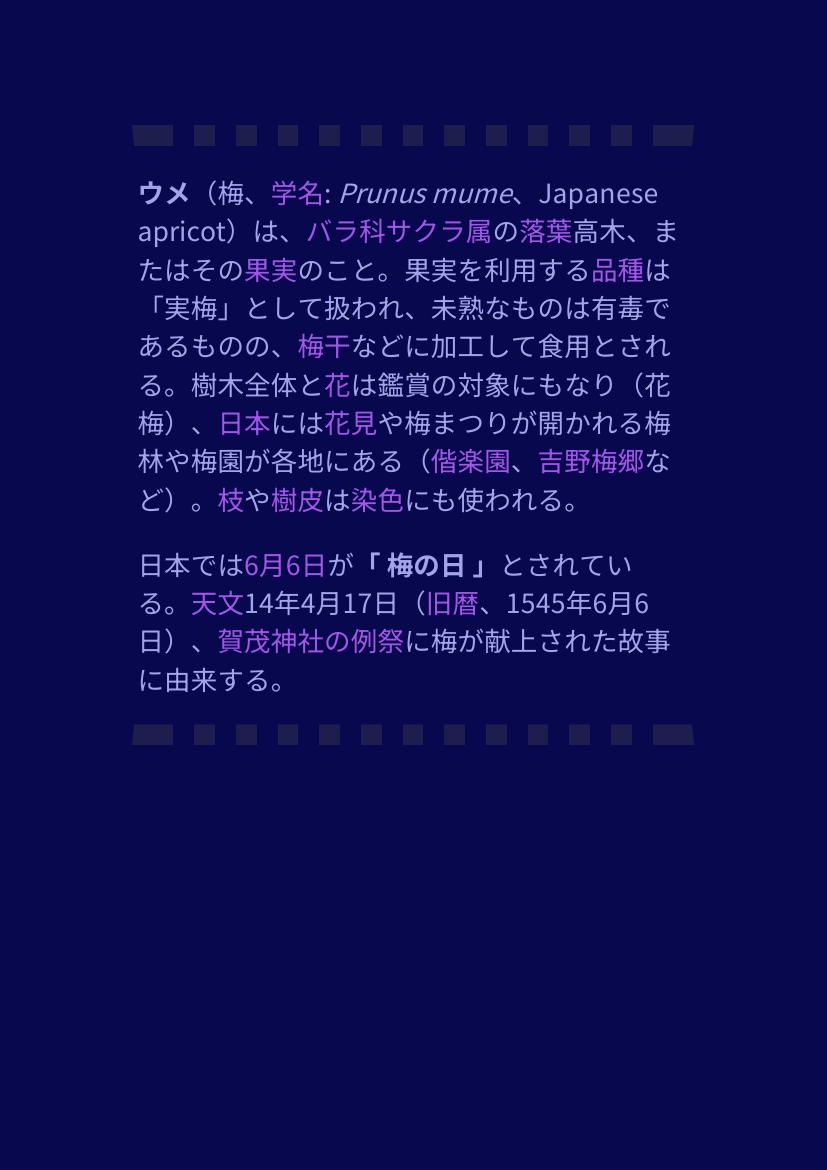 ウメ（梅、学名: Prunus mume、Japanese
apricot）は、バラ科サクラ属の落葉高木、ま
たはその果実のこと。果実を利用する品種は
「実梅」として扱われ、未熟なものは有毒で
あるものの、梅干などに加工して食用とされ
る。樹木全体と花は鑑賞の対象にもなり（花
梅）、日本には花見や梅まつりが開かれる梅
林や梅園が各地にある（偕楽園、吉野梅郷な
ど）。枝や樹皮は染色にも使われる。
日本では6月6日が「 梅の日 」とされてい
る。天文14年4月17日（旧暦、1545年6月6
日）、賀茂神社の例祭に梅が献上された故事
に由来する。